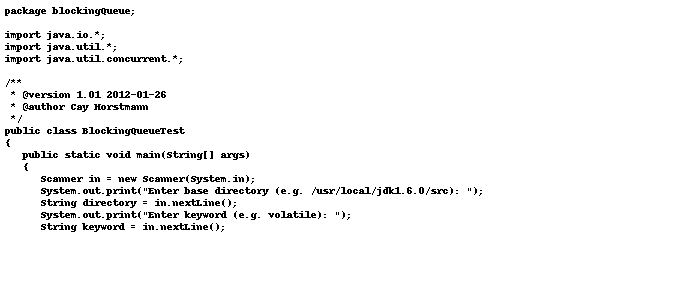 package blockingQueue;

import java.io.*;
import java.util.*;
import java.util.concurrent.*;

/**
 * @version 1.01 2012-01-26
 * @author Cay Horstmann
 */
public class BlockingQueueTest
{
   public static void main(String[] args)
   {
      Scanner in = new Scanner(System.in);
      System.out.print("Enter base directory (e.g. /usr/local/jdk1.6.0/src): ");
      String directory = in.nextLine();
      System.out.print("Enter keyword (e.g. volatile): ");
      String keyword = in.nextLine();